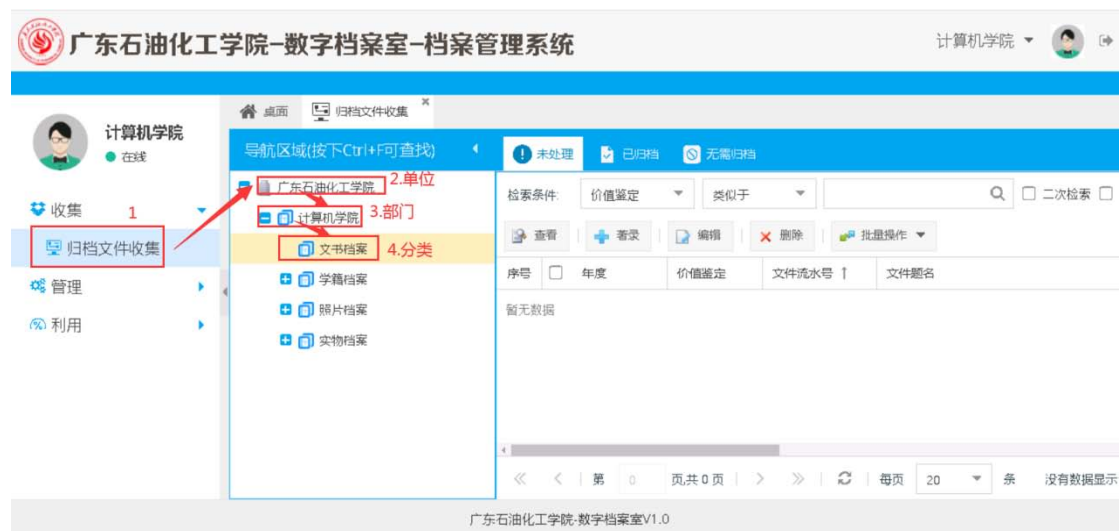 广东石油化工学院-数字档案室-档案管理系统
计算机学院
桌面
归档文件收集
计算机学院
在线
导航区域(按下Ctrl+F可查找)
未处理
已归档
无需归档
收集
1
归档文件收集
管理
利用
广东石油化工学院
2.单位
计算机学院
3.部门
文书档案
4.分类
学籍档案
照片档案
实物档案
检索条件:
价值鉴定
类似于
二次检索
查看
著录
编辑
删除
批量操作
序号
年度
价值鉴定
文件流水号↑
文件题名
暂无数据
第 0 页,共 0 页
每页 20 条
没有数据显示
广东石油化工学院-数字档案室V1.0